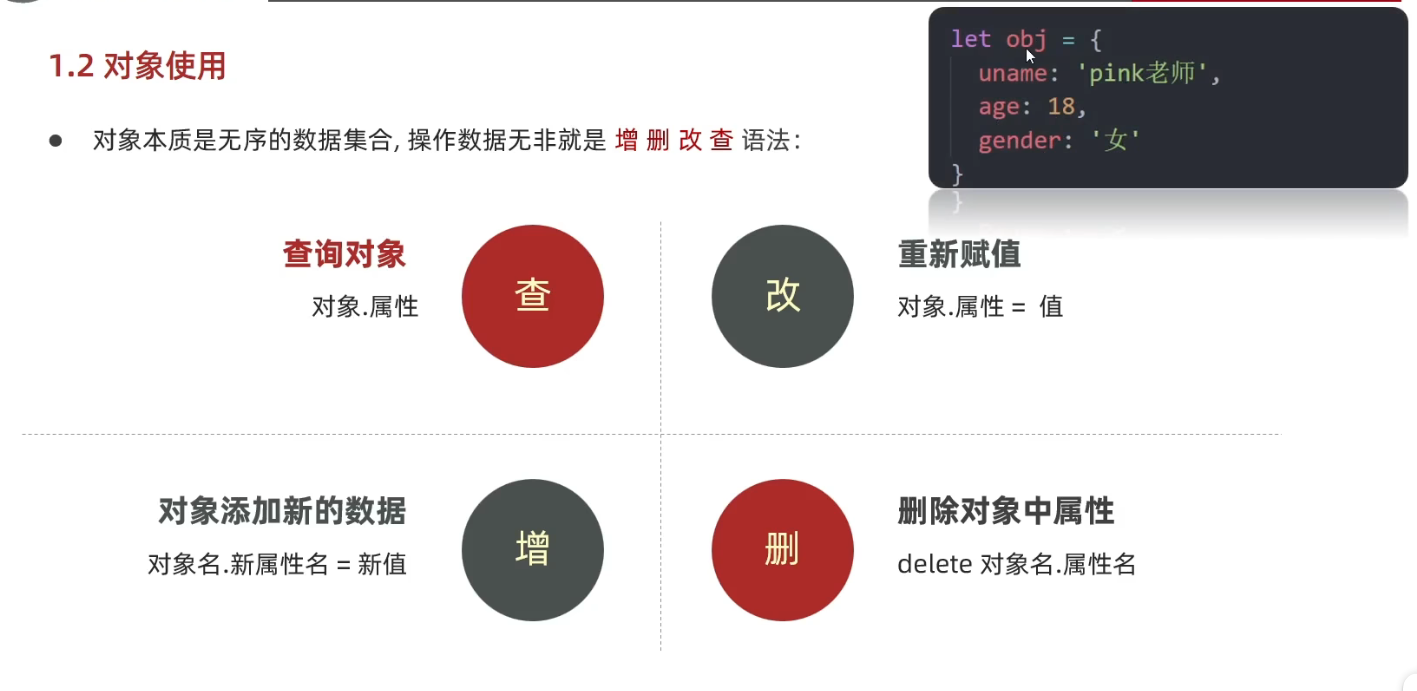 1.2 对象使用
● 对象本质是无序的数据集合, 操作数据无非就是 增 删 改 查 语法：
let obj = {
uname: 'pink老师',
age: 18,
gender: '女'
}
查询对象
对象.属性
查
改
重新赋值
对象.属性 = 值
对象添加新的数据
对象名.新属性名 = 新值
增
删
删除对象中属性
delete 对象名.属性名